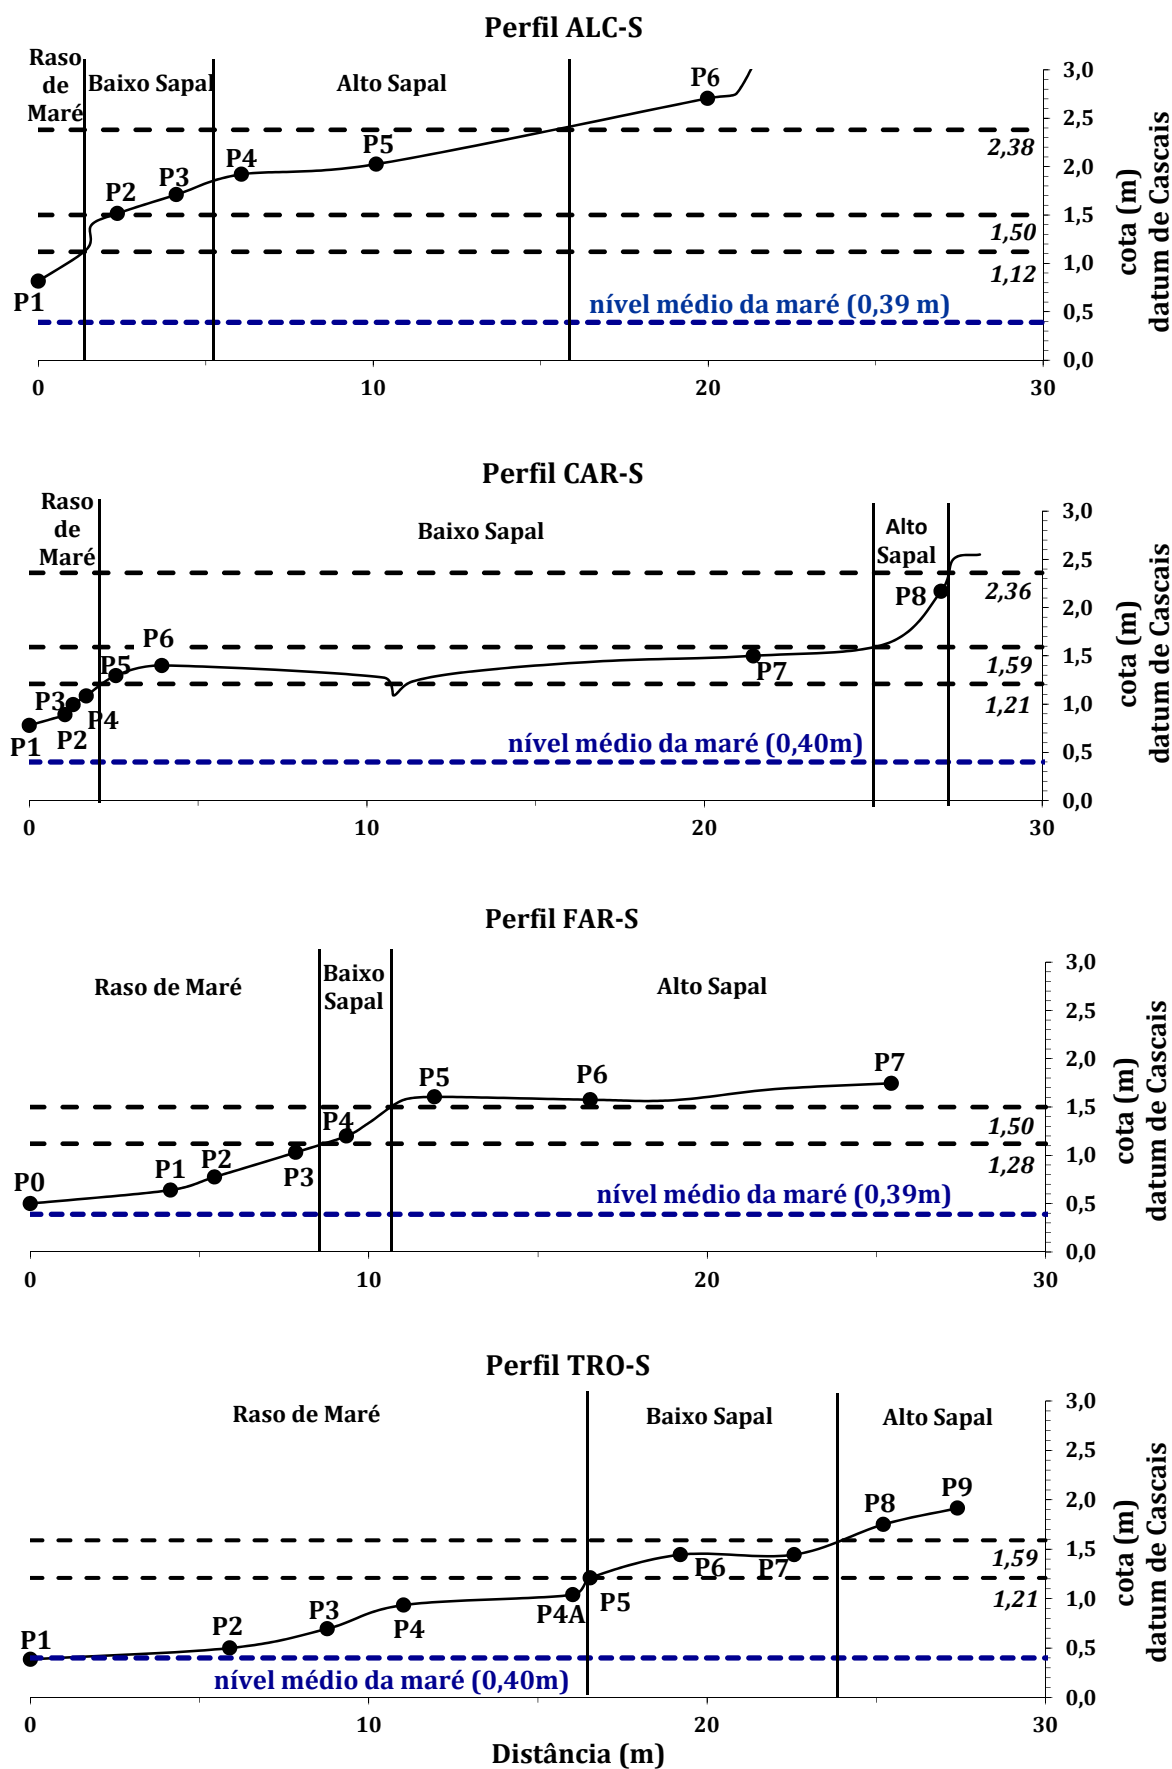 Perfil ALC-S
Raso
de
Maré
Baixo Sapal
Alto Sapal
P1
P2
P3
P4
P5
P6
2,38
1,50
1,12
nível médio da maré (0,39 m)
3,0
2,5
2,0
1,5
1,0
0,5
0,0
cota (m)
datum de Cascais
0
10
20
30
Perfil CAR-S
Raso
de
Maré
Baixo Sapal
Alto
Sapal
P1
P2
P3
P4
P5
P6
P7
P8
2,36
1,59
1,21
nível médio da maré (0,40m)
3,0
2,5
2,0
1,5
1,0
0,5
0,0
cota (m)
datum de Cascais
0
10
20
30
Perfil FAR-S
Raso de Maré
Baixo
Sapal
Alto Sapal
P0
P1
P2
P3
P4
P5
P6
P7
1,50
1,28
nível médio da maré (0,39m)
3,0
2,5
2,0
1,5
1,0
0,5
0,0
cota (m)
datum de Cascais
0
10
20
30
Perfil TRO-S
Raso de Maré
Baixo Sapal
Alto Sapal
P1
P2
P3
P4
P4A
P5
P6
P7
P8
P9
1,59
1,21
nível médio da maré (0,40m)
3,0
2,5
2,0
1,5
1,0
0,5
0,0
cota (m)
datum de Cascais
0
10
20
30
Distância (m)